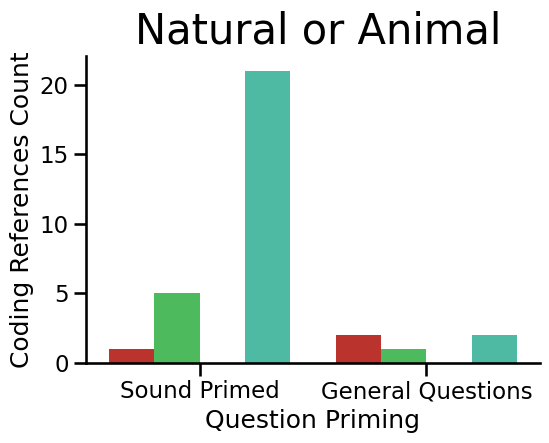 Natural or Animal
Coding References Count
20
15
10
5
0
Sound Primed General Questions
Question Priming